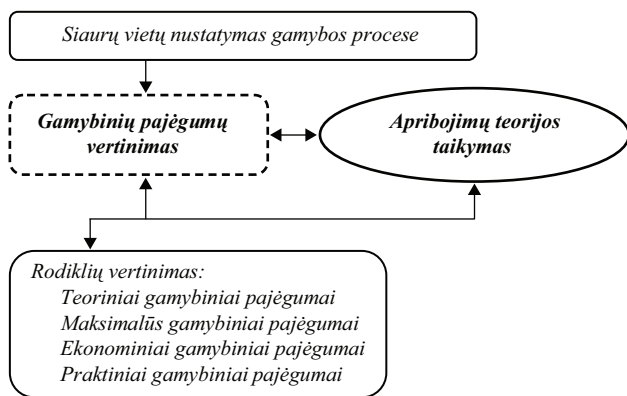 Siaurų vietų nustatymas gamybos procese
Gamybinių pajėgumų
vertinimas
Apribojimų teorijos
taikymas
Rodiklių vertinimas:
Teoriniai gamybiniai pajėgumai
Maksimalūs gamybiniai pajėgumai
Ekonominiai gamybiniai pajėgumai
Praktiniai gamybiniai pajėgumai